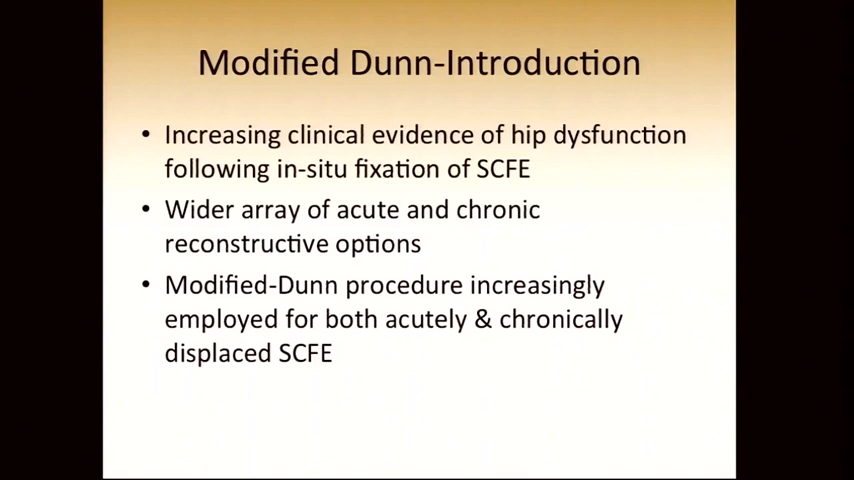 Modified Dunn-Introduction
• Increasing clinical evidence of hip dysfunction
following in-situ fixation of SCFE
• Wider array of acute and chronic
reconstructive options
• Modified-Dunn procedure increasingly
employed for both acutely & chronically
displaced SCFE